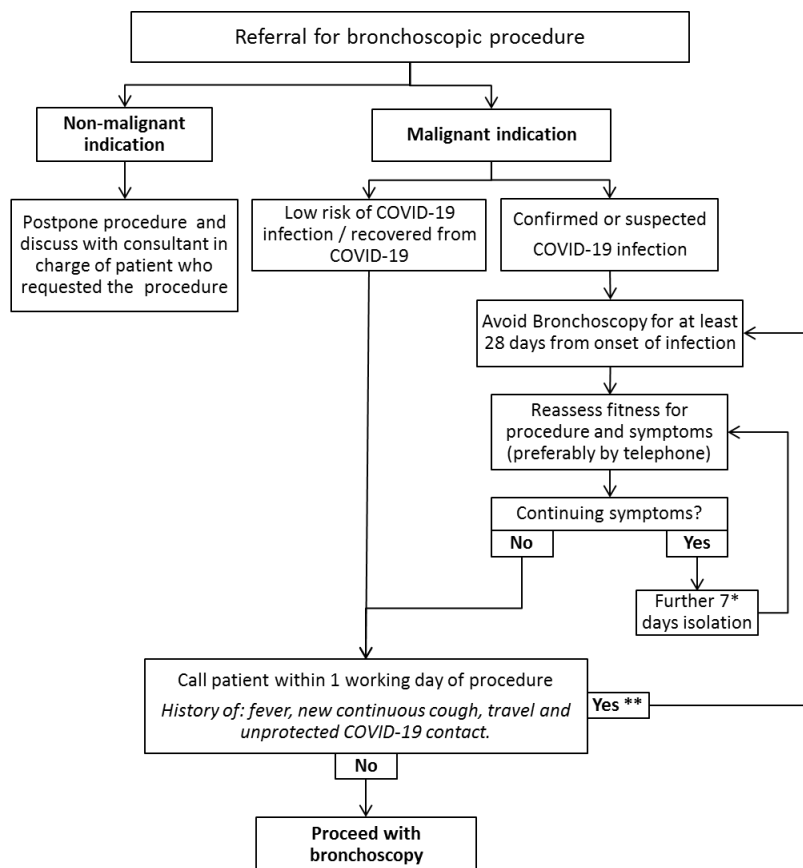 Referral for bronchoscopic procedure
Non-malignant
indication
Malignant indication
Postpone procedure and
discuss with consultant in
charge of patient who
requested the procedure
Low risk of COVID-19
infection / recovered from
COVID-19
Confirmed or suspected
COVID-19 infection
Avoid Bronchoscopy for at least
28 days from onset of infection
Reassess fitness for
procedure and symptoms
(preferably by telephone)
Continuing symptoms?
No
Yes
Further 7*
days isolation
Call patient within 1 working day of procedure
History of: fever, new continuous cough, travel and
unprotected COVID-19 contact.
Yes **
No
Proceed with
bronchoscopy